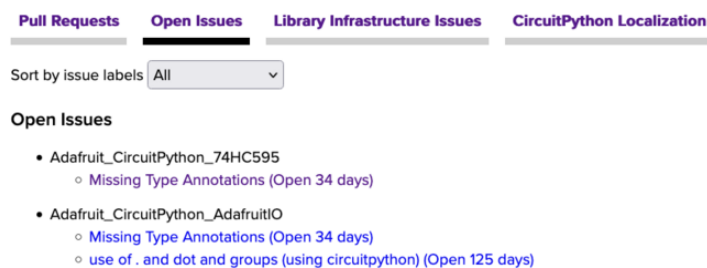 Pull Requests Open Issues Library Infrastructure Issues CircuitPython Localization
Sort by issue labels All
Open Issues
Adafruit_CircuitPython_74HC595
Missing Type Annotations (Open 34 days)
Adafruit_CircuitPython_AdafruitIO
Missing Type Annotations (Open 34 days)
use of . and dot and groups (using circuitpython) (Open 125 days)